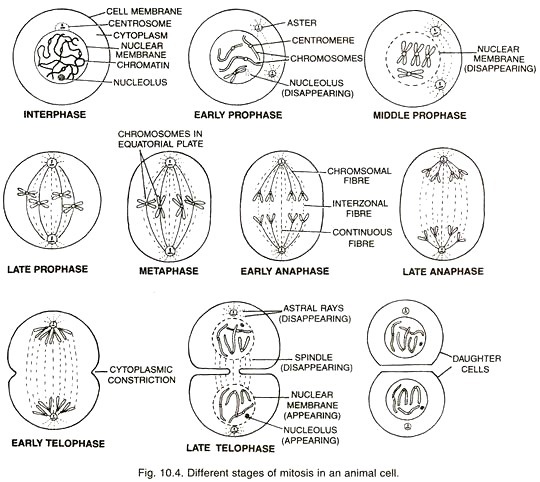 CELL MEMBRANE
CENTROSOME
CYTOPLASM
NUCLEAR
MEMBRANE
CHROMATIN
NUCLEOLUS
INTERPHASE
ASTER
CENTROMERE
CHROMOSOMES
NUCLEOLUS
(DISAPPEARING)
EARLY PROPHASE
NUCLEAR
MEMBRANE
(DISAPPEARING)
MIDDLE PROPHASE
LATE PROPHASE
CHROMOSOMES IN
EQUATORIAL PLATE
METAPHASE
CHROMSOMAL
FIBRE
INTERZONAL
FIBRE
CONTINUOUS
FIBRE
EARLY ANAPHASE
LATE ANAPHASE
CYTOPLASMIC
CONSTRICTION
EARLY TELOPHASE
ASTRAL RAYS
(DISAPPEARING)
SPINDLE
(DISAPPEARING)
NUCLEAR
MEMBRANE
(APPEARING)
NUCLEOLUS
(APPEARING)
LATE TELOPHASE
DAUGHTER
CELLS
Fig. 10.4. Different stages of mitosis in an animal cell.